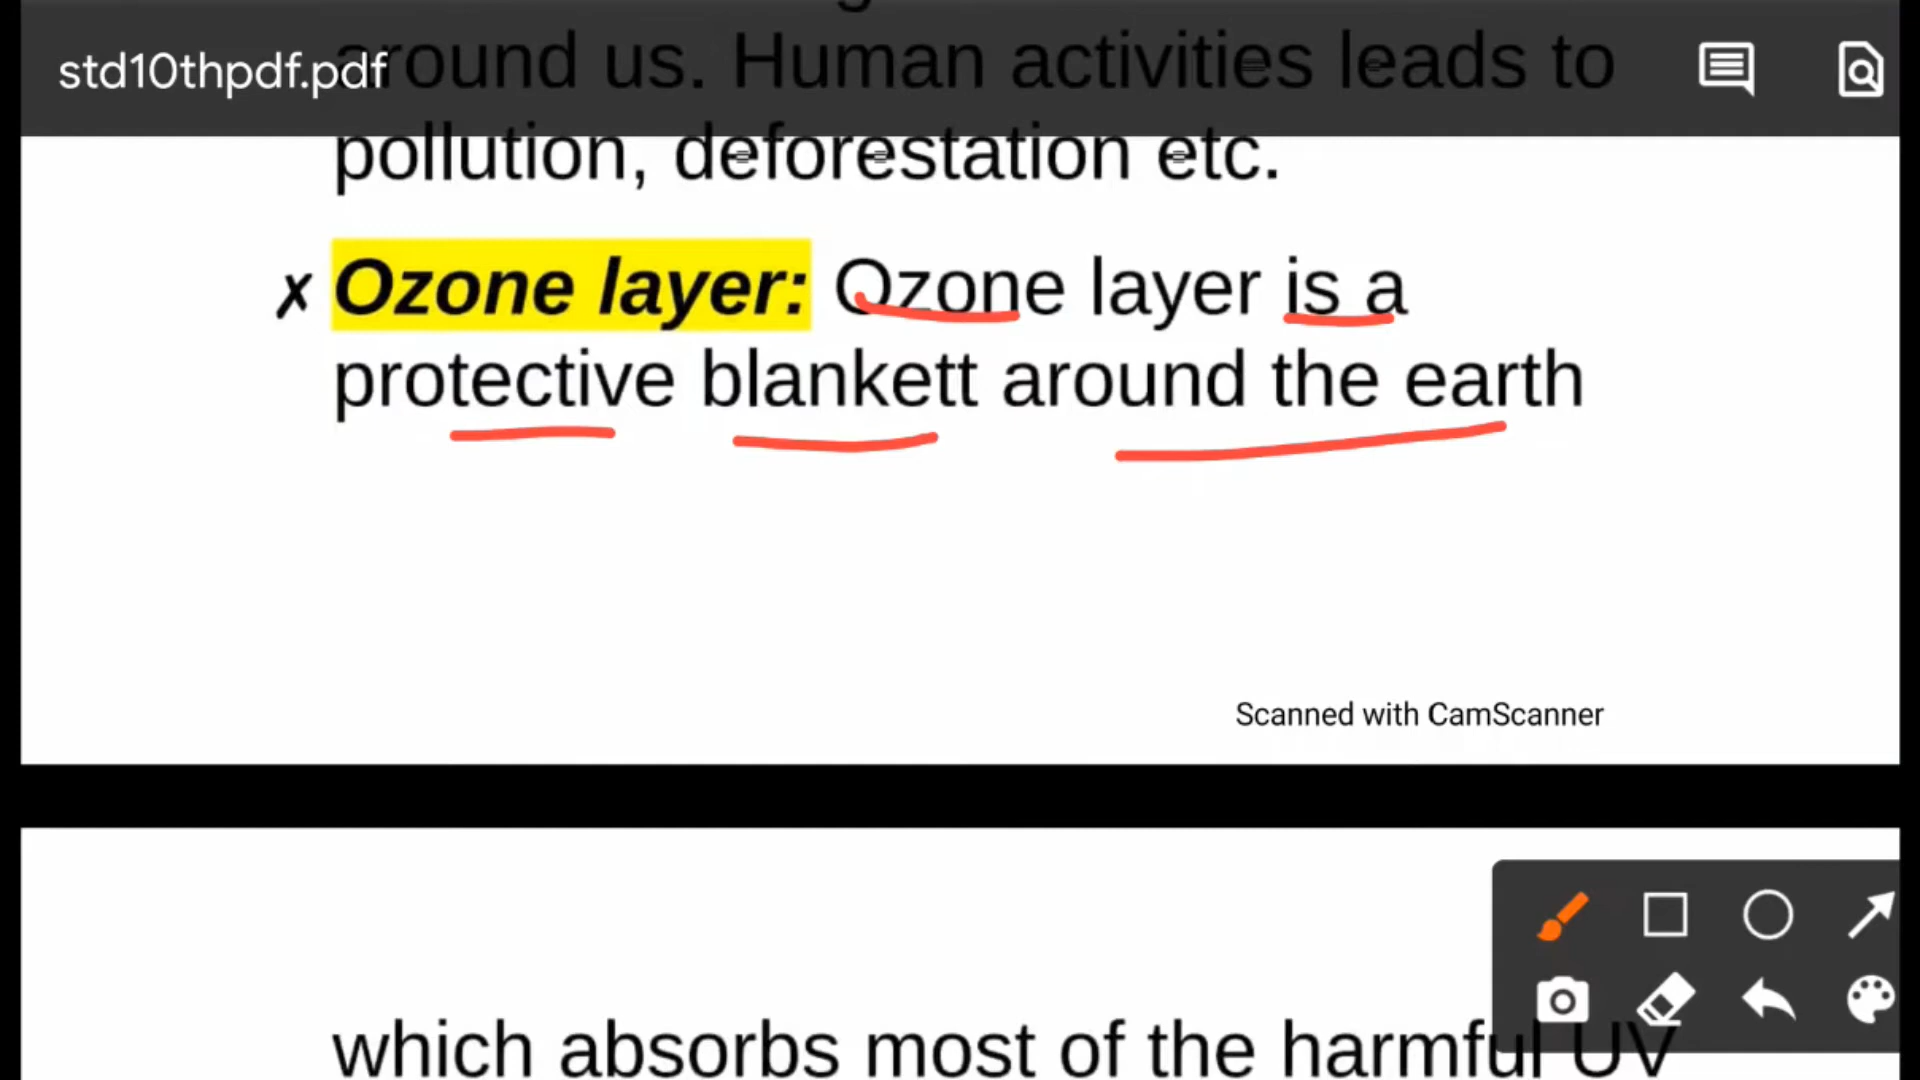 std10thpdf.pdf
around us. Human activities leads to
pollution, deforestation etc.
✗ Ozone layer: Ozone layer is a
protective blankett around the earth
Scanned with CamScanner
which absorbs most of the harmful UV